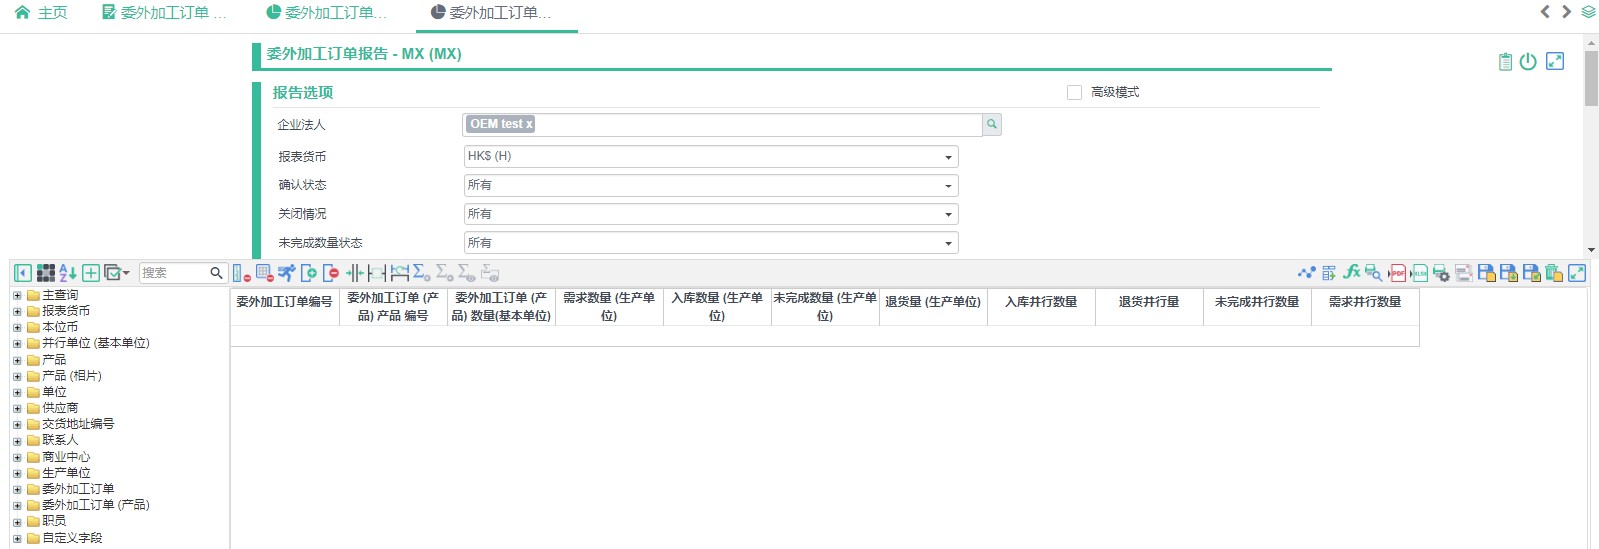 主页
委外加工订单 ...
委外加工订单...
委外加工订单...
委外加工订单报告 - MX (MX)
报告选项
高级模式
企业法人
OEM test x
报表货币
HK$ (H)
确认状态
所有
关闭情况
所有
未完成数量状态
所有
搜索
主查询
报表货币
本位币
并行单位 (基本单位)
产品
产品 (相片)
单位
供应商
交货地址编号
联系人
商业中心
生产单位
委外加工订单
委外加工订单 (产品)
职员
自定义字段
委外加工订单编号
委外加工订单 (产
品) 产品 编号
委外加工订单 (产
品) 数量(基本单位)
需求数量 (生产单
位)
入库数量 (生产单
位)
未完成数量 (生产单
位)
退货量 (生产单位)
入库并行数量
退货并行量
未完成并行数量
需求并行数量